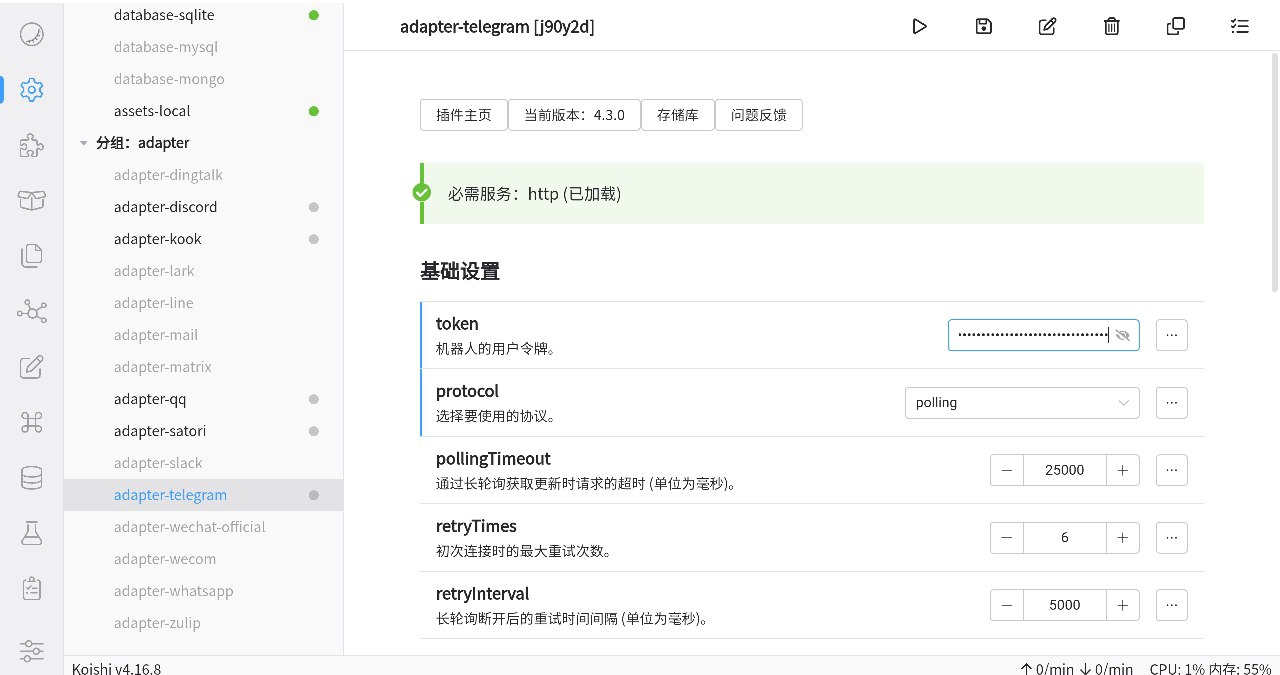 database-sqlite
database-mysql
database-mongo
assets-local
分组：adapter
adapter-dingtalk
adapter-discord
adapter-kook
adapter-lark
adapter-line
adapter-mail
adapter-matrix
adapter-qq
adapter-satori
adapter-slack
adapter-telegram
adapter-wechat-official
adapter-wecom
adapter-whatsapp
adapter-zulip
adapter-telegram [j90y2d]
插件主页 当前版本：4.3.0 存储库 问题反馈
必需服务：http (已加载)
基础设置
token
机器人的用户令牌。
protocol
选择要使用的协议。
polling
pollingTimeout
通过长轮询获取更新时请求的超时 (单位为毫秒)。
25000
retryTimes
初次连接时的最大重试次数。
6
retryInterval
长轮询断开后的重试时间间隔 (单位为毫秒)。
5000
Koishi v4.16.8
↑ 0/min ↓ 0/min CPU: 1% 内存: 55%